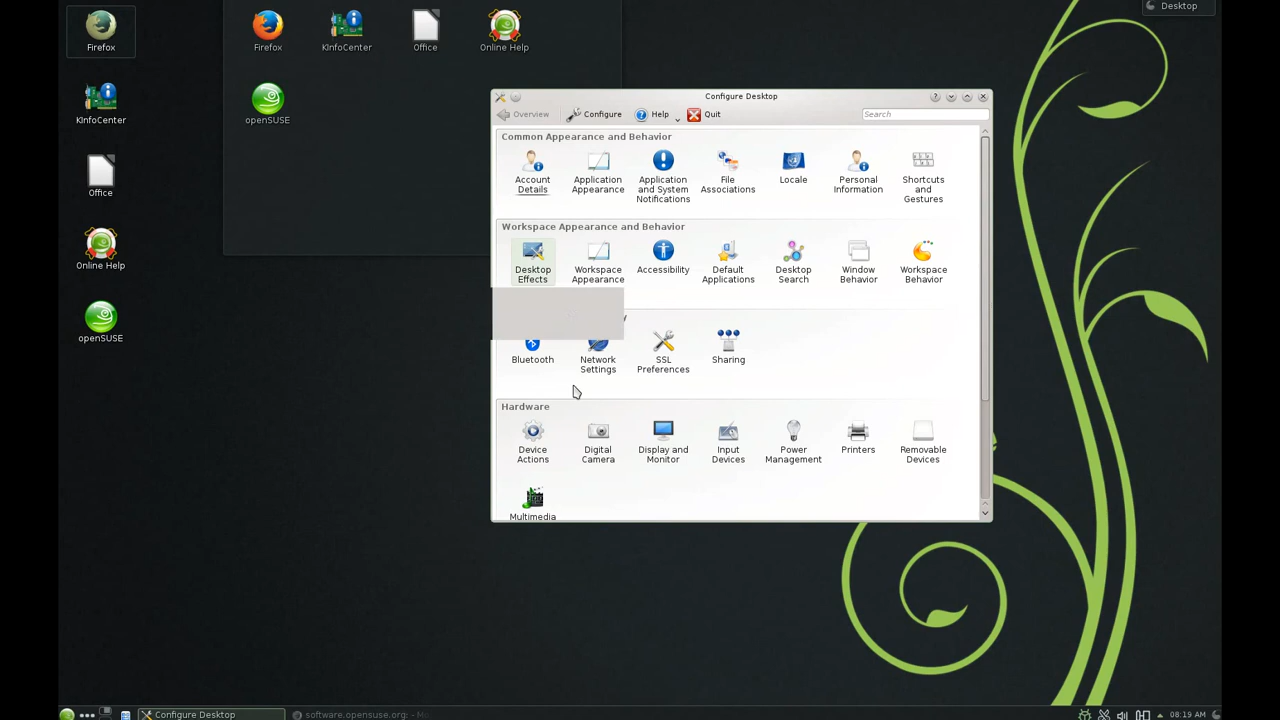 Firefox
KInfoCenter
Office
Online Help
openSUSE
Firefox
KInfoCenter
Office
Online Help
openSUSE
Desktop
Configure Desktop
Overview
Configure
Help
Quit
Search
Common Appearance and Behavior
Account
Details
Application
Appearance
Application
and System
Notifications
File
Associations
Locale
Personal
Information
Shortcuts
and
Gestures
Workspace Appearance and Behavior
Desktop
Effects
Workspace
Appearance
Accessibility
Default
Applications
Desktop
Search
Window
Behavior
Workspace
Behavior
Bluetooth
Network
Settings
SSL
Preferences
Sharing
Hardware
Device
Actions
Digital
Camera
Display and
Monitor
Input
Devices
Power
Management
Printers
Removable
Devices
Multimedia
Configure Desktop
software.opensuse.org: - Mo
08:19 AM